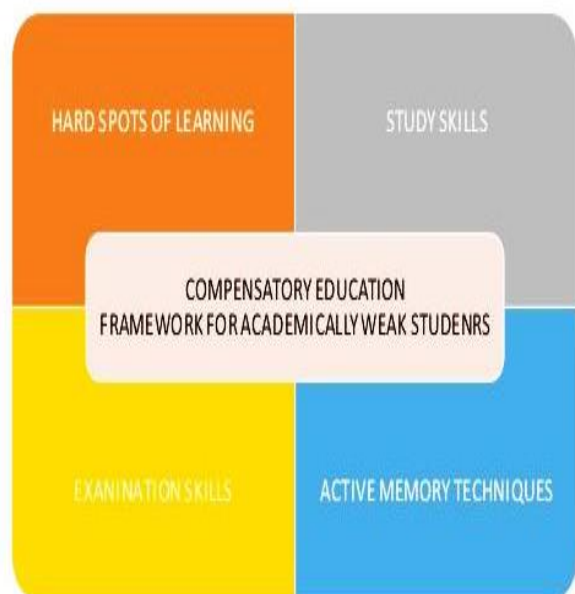 HARD SPOTS OF LEARNING
STUDY SKILLS
COMPENSATORY EDUCATION
FRAMEWORK FOR ACADEMICALLY WEAK STUDENRS
EXANINATION SKILLS
ACTIVE MEMORY TECHNIQUES